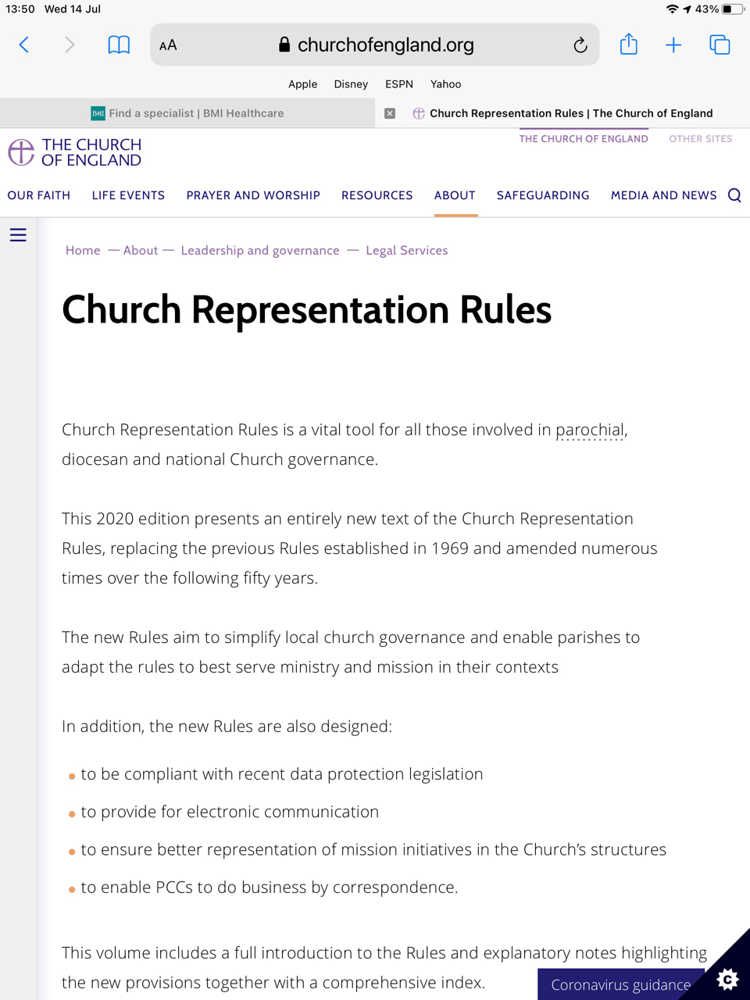 13:50 Wed 14 Jul 43%
AA churchofengland.org
Apple Disney ESPN Yahoo
BMI Find a specialist | BMI Healthcare Church Representation Rules | The Church of England
THE CHURCH OF ENGLAND OTHER SITES
THE CHURCH
OF ENGLAND
OUR FAITH LIFE EVENTS PRAYER AND WORSHIP RESOURCES ABOUT SAFEGUARDING MEDIA AND NEWS
Home — About — Leadership and governance — Legal Services
Church Representation Rules
Church Representation Rules is a vital tool for all those involved in parochial,
diocesan and national Church governance.
This 2020 edition presents an entirely new text of the Church Representation
Rules, replacing the previous Rules established in 1969 and amended numerous
times over the following fifty years.
The new Rules aim to simplify local church governance and enable parishes to
adapt the rules to best serve ministry and mission in their contexts
In addition, the new Rules are also designed:
• to be compliant with recent data protection legislation
• to provide for electronic communication
• to ensure better representation of mission initiatives in the Church's structures
• to enable PCCs to do business by correspondence.
This volume includes a full introduction to the Rules and explanatory notes highlighting
the new provisions together with a comprehensive index.
Coronavirus guidance
C